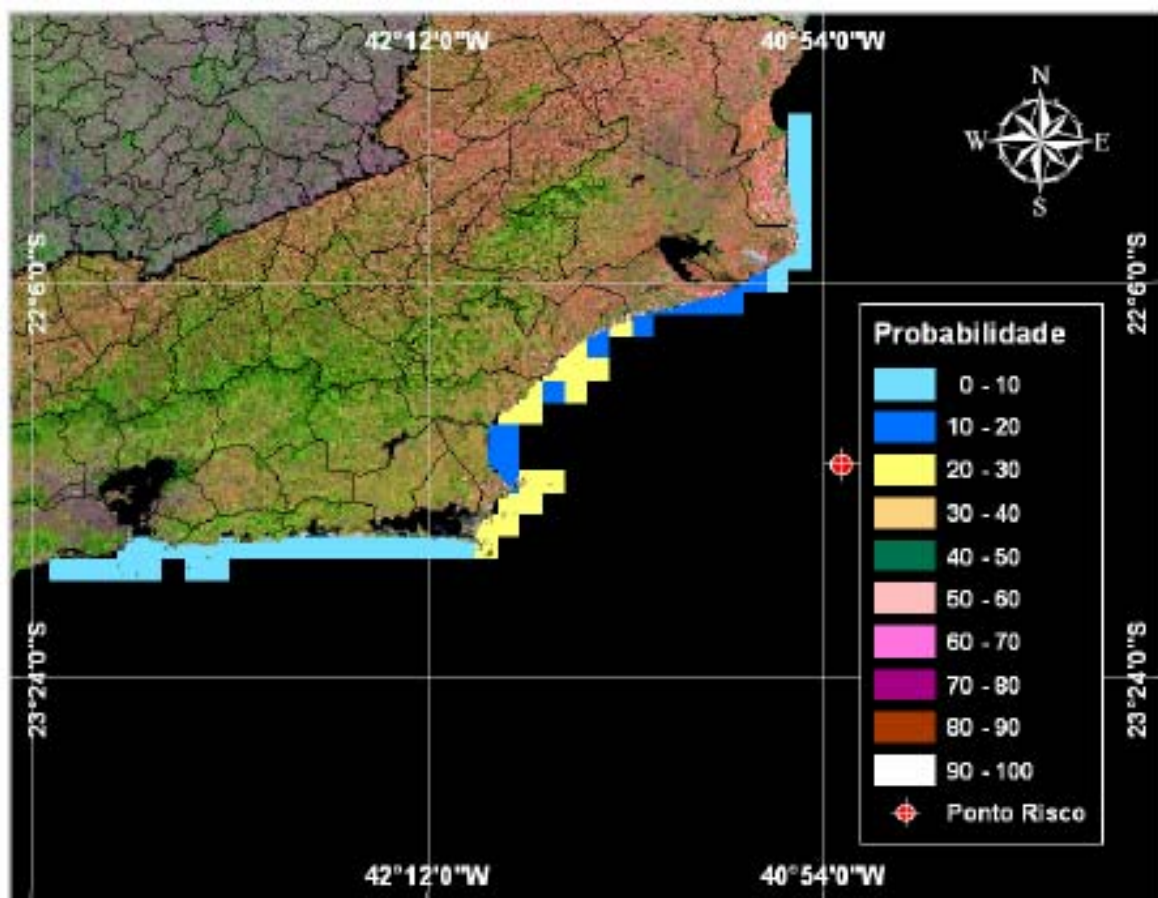 42°12'0"W
40°54'0"W
N
W
E
S
22°6'0"S
22°6'0"S
Probabilidade
0 - 10
10 - 20
20 - 30
30 - 40
40 - 50
50 - 60
60 - 70
70 - 80
80 - 90
90 - 100
Ponto Risco
23°24'0"S
23°24'0"S
42°12'0"W
40°54'0"W